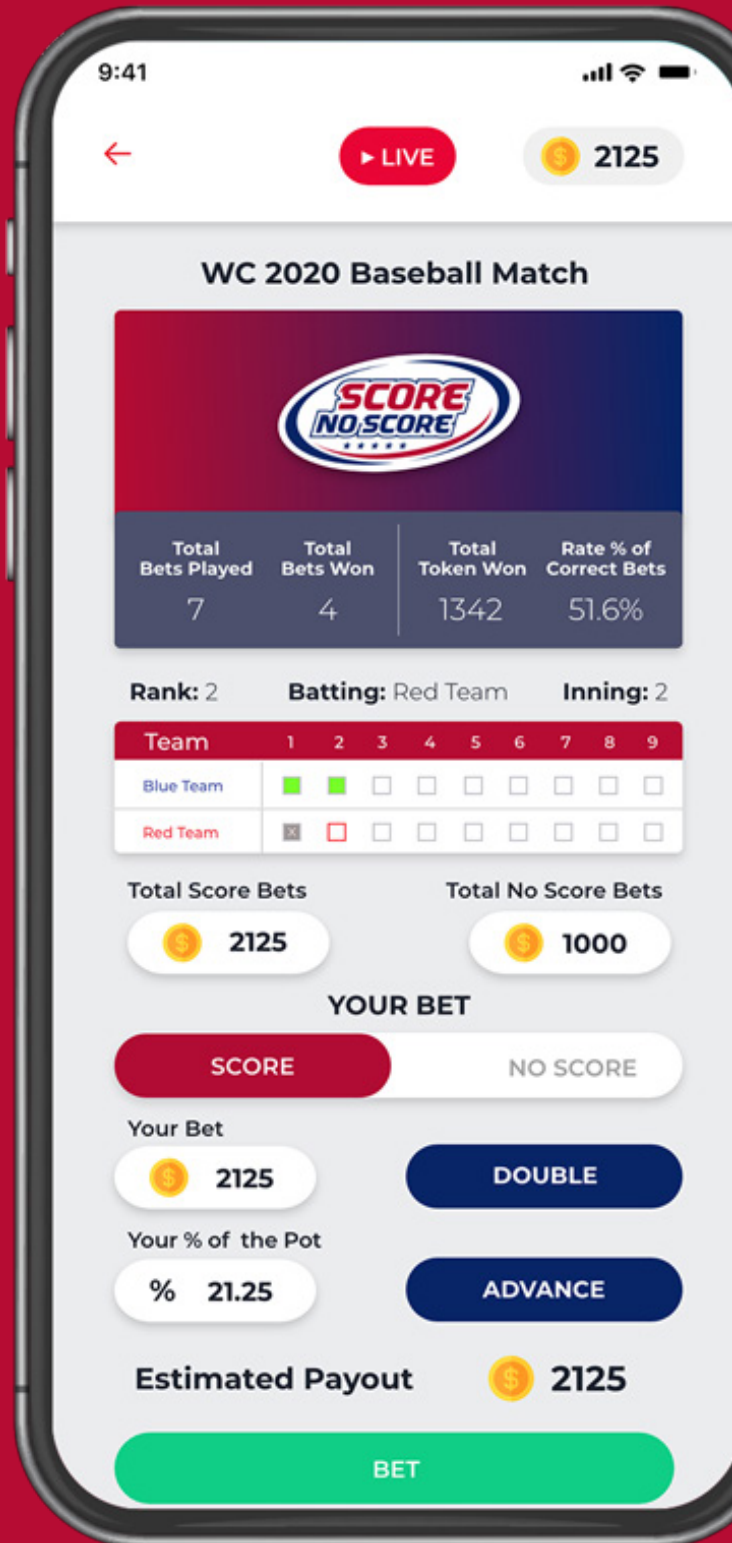 9:41
LIVE
2125
WC 2020 Baseball Match
SCORE
NO SCORE
Total Bets Played
Total Bets Won
Total Token Won
Rate % of Correct Bets
7
4
1342
51.6%
Rank: 2
Batting: Red Team
Inning: 2
Team 1 2 3 4 5 6 7 8 9
Blue Team
Red Team X
Total Score Bets
Total No Score Bets
2125
1000
YOUR BET
SCORE
NO SCORE
Your Bet
$ 2125
DOUBLE
Your % of the Pot
% 21.25
ADVANCE
Estimated Payout
$ 2125
BET